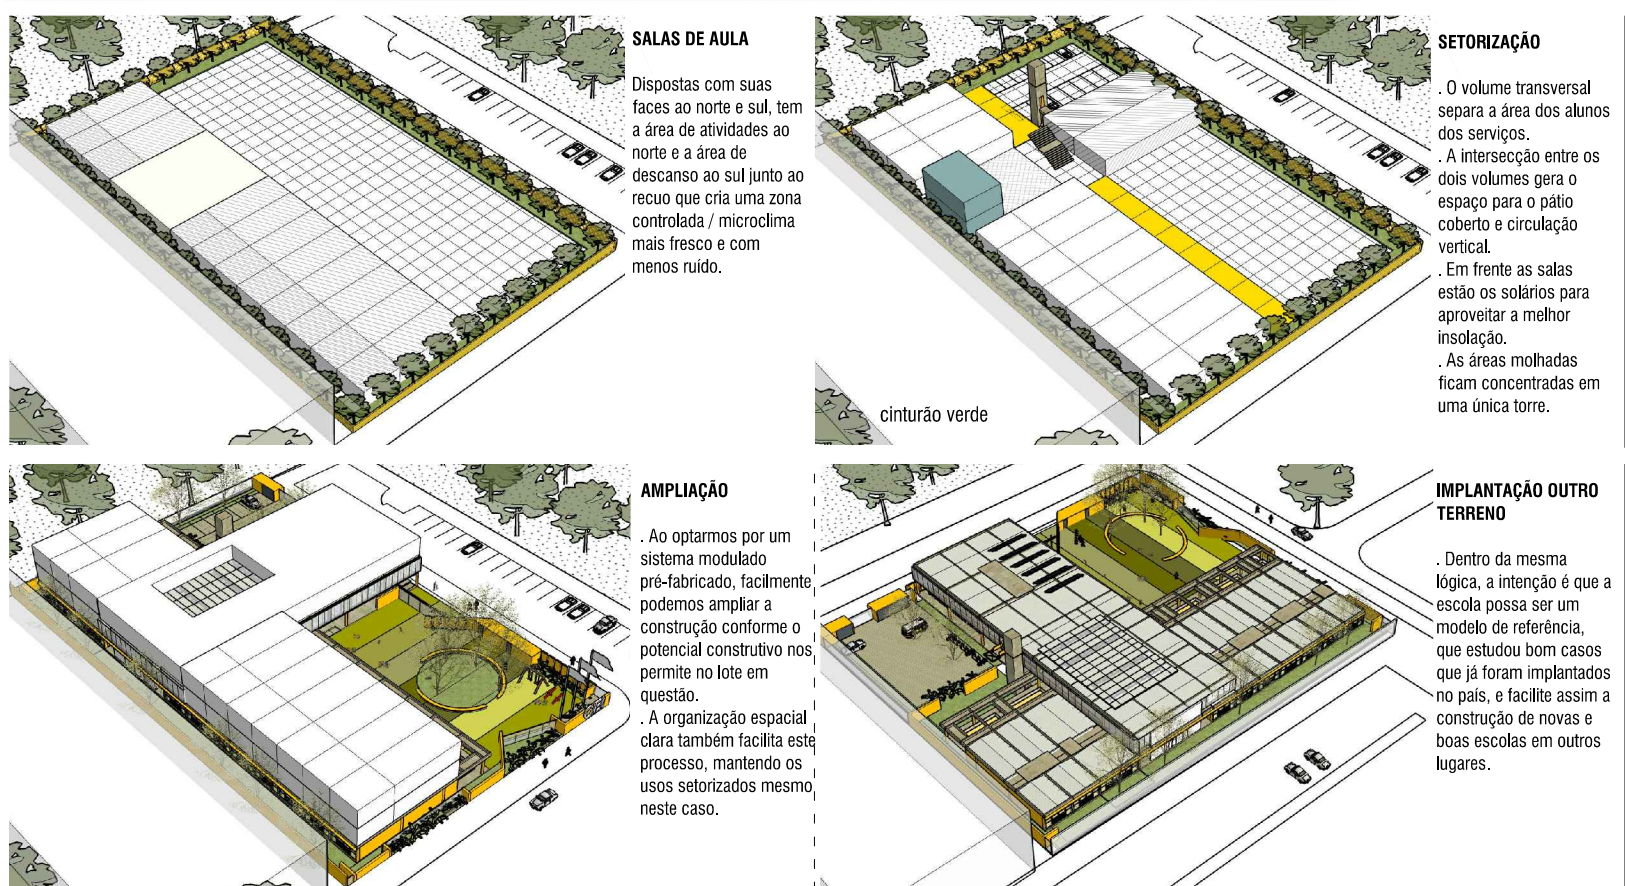 SALAS DE AULA
Dispostas com suas
faces ao norte e sul, tem
a área de atividades ao
norte e a área de
descanso ao sul junto ao
recuo que cria uma zona
controlada / microclima
mais fresco e com
menos ruído.
SETORIZAÇÃO
. O volume transversal
separa a área dos alunos
dos serviços.
. A intersecção entre os
dois volumes gera o
espaço para o pátio
coberto e circulação
vertical.
. Em frente as salas
estão os solários para
aproveitar a melhor
insolação.
. As áreas molhadas
ficam concentradas em
uma única torre.
cinturão verde
AMPLIAÇÃO
. Ao optarmos por um
sistema modulado
pré-fabricado, facilmente
podemos ampliar a
construção conforme o
potencial construtivo nos
permite no lote em
questão.
. A organização espacial
clara também facilita este
processo, mantendo os
usos setorizados mesmo
neste caso.
IMPLANTAÇÃO OUTRO
TERRENO
. Dentro da mesma
lógica, a intenção é que a
escola possa ser um
modelo de referência,
que estudou bom casos
que já foram implantados
no país, e facilite assim a
construção de novas e
boas escolas em outros
lugares.